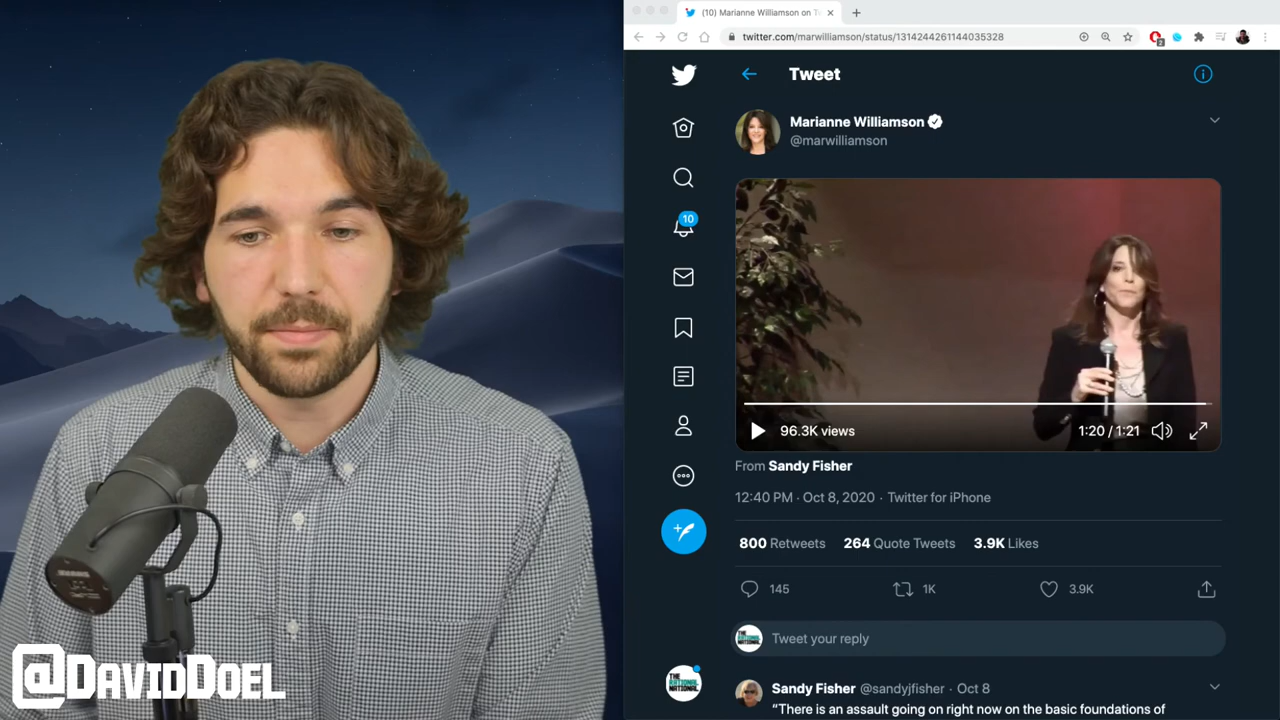 (10) Marianne Williamson on T
twitter.com/marwilliamson/status/1314244261144035328
Tweet
Marianne Williamson
@marwilliamson
10
96.3K views
1:20 / 1:21
From Sandy Fisher
12:40 PM · Oct 8, 2020 · Twitter for iPhone
800 Retweets 264 Quote Tweets 3.9K Likes
145 1K 3.9K
Tweet your reply
THE RATIONAL NATIONAL
Sandy Fisher @sandyjfisher · Oct 8
“There is an assault going on right now on the basic foundations of
@DAVIDDOEL